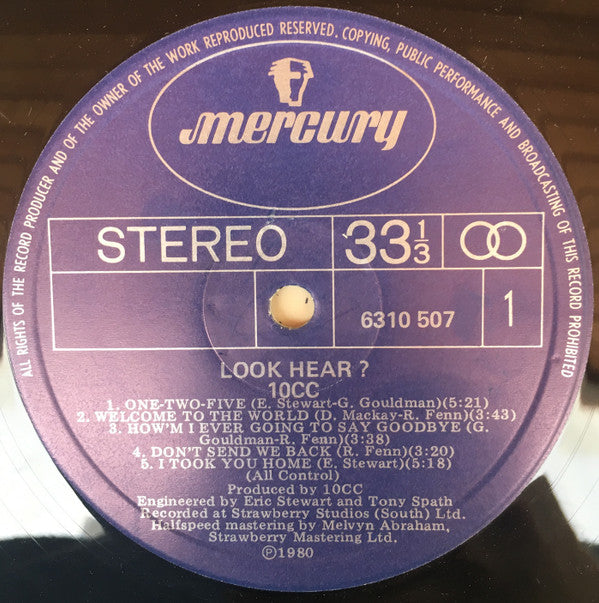 ALL RIGHTS OF THE RECORD PRODUCER AND OF THE OWNER OF THE WORK REPRODUCED RESERVED. COPYING, PUBLIC PERFORMANCE AND BROADCASTING OF THIS RECORD PROHIBITED
mercury
STEREO 33⅓
6310 507 1
LOOK HEAR ?
10CC
1. ONE-TWO-FIVE (E. Stewart-G. Gouldman)(5:21)
2. WELCOME TO THE WORLD (D. Mackay-R. Fenn)(3:43)
3. HOW'M I EVER GOING TO SAY GOODBYE (G.
Gouldman-R. Fenn)(3:38)
4. DON'T SEND WE BACK (R. Fenn)(3:20)
5. I TOOK YOU HOME (E. Stewart)(5:18)
(All Control)
Produced by 10CC
Engineered by Eric Stewart and Tony Spath
Recorded at Strawberry Studios (South) Ltd.
Halfspeed mastering by Melvyn Abraham,
Strawberry Mastering Ltd.
℗1980